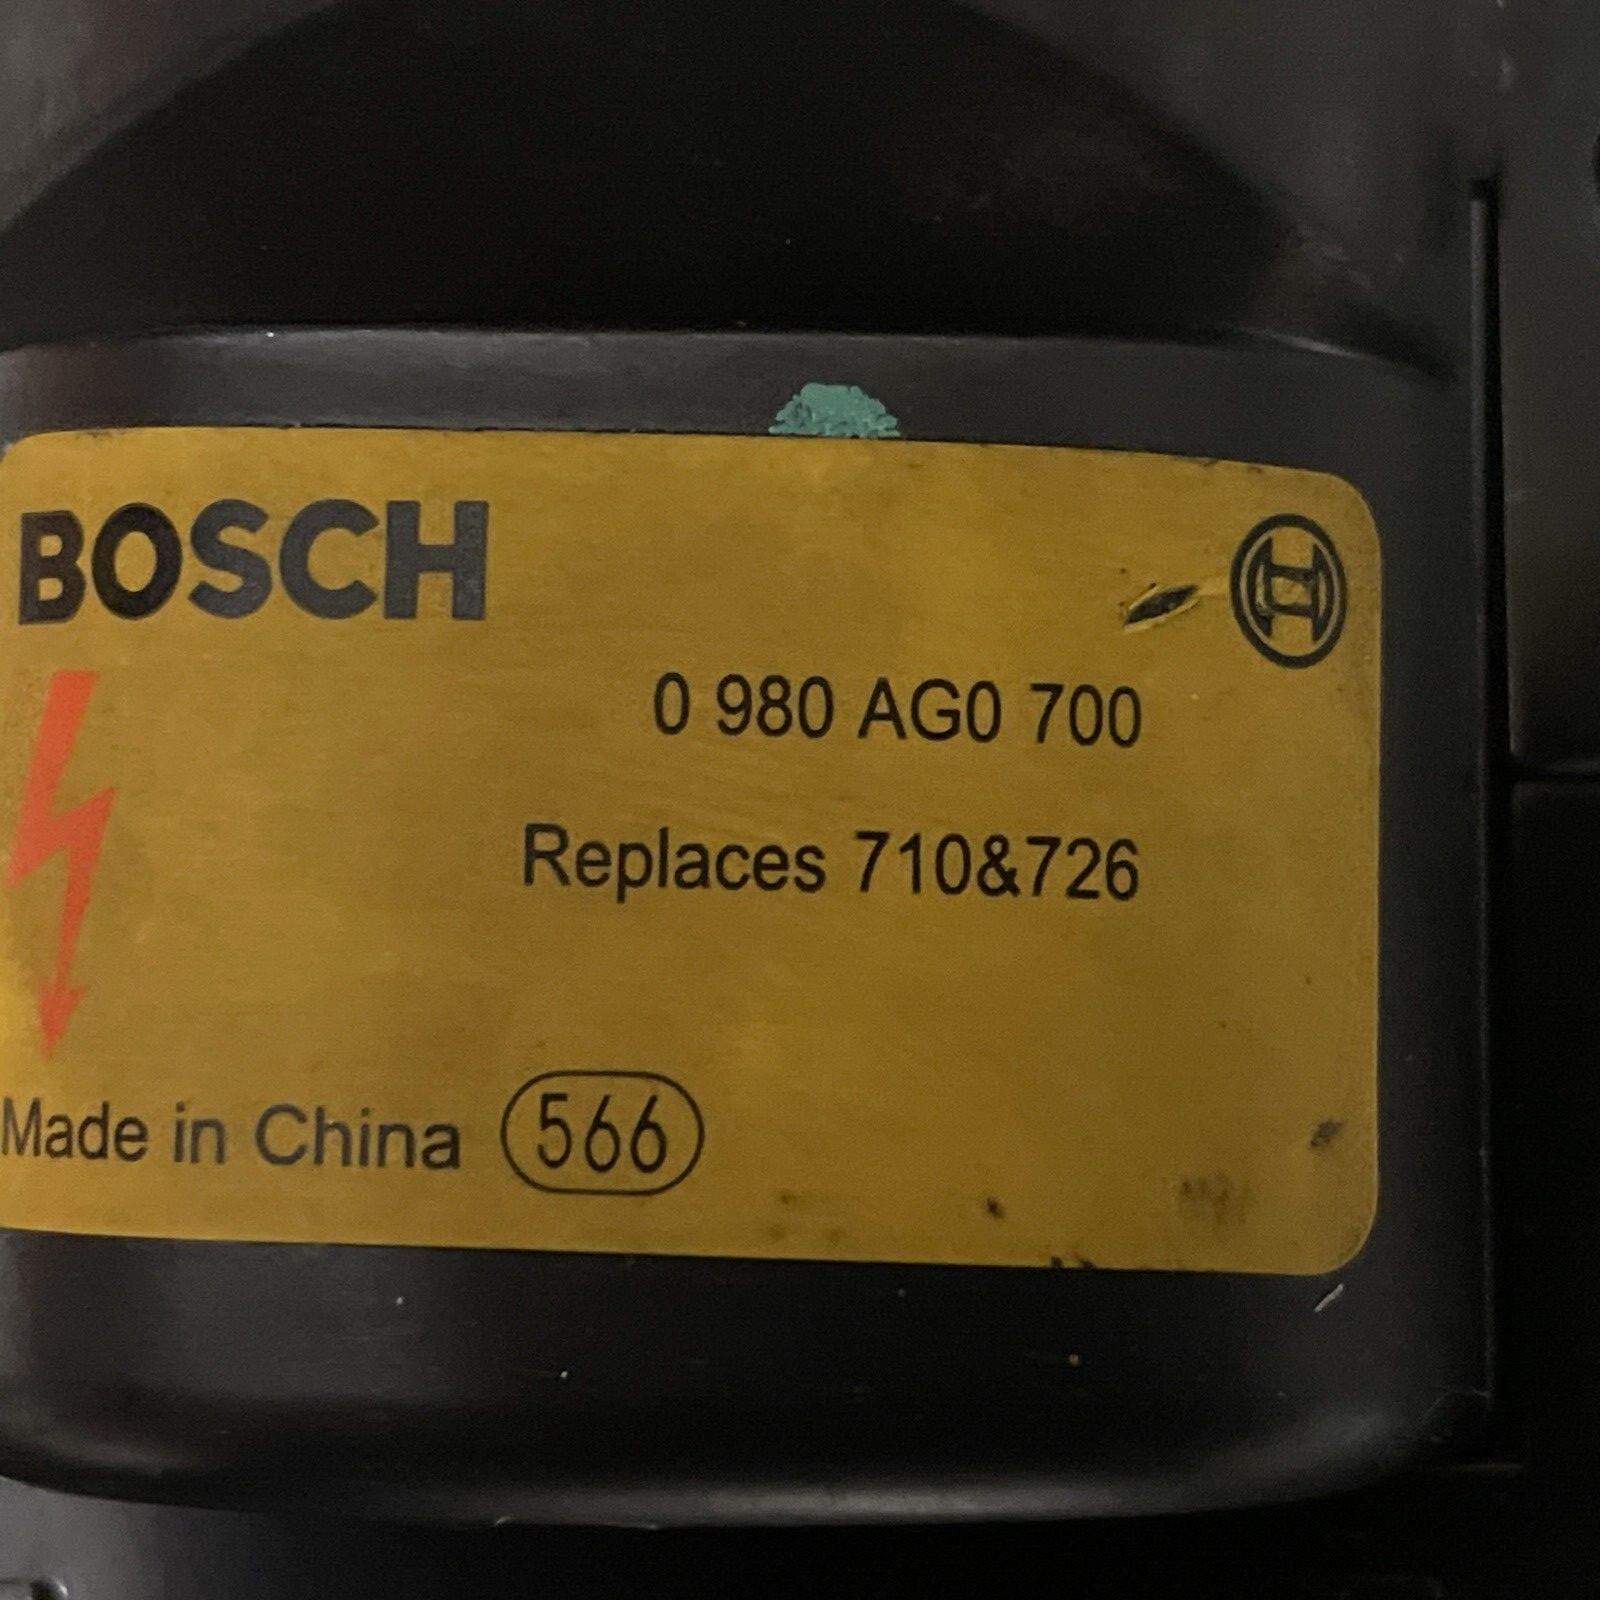 BOSCH
0 980 AG0 700
Replaces 710&726
Made in China 566